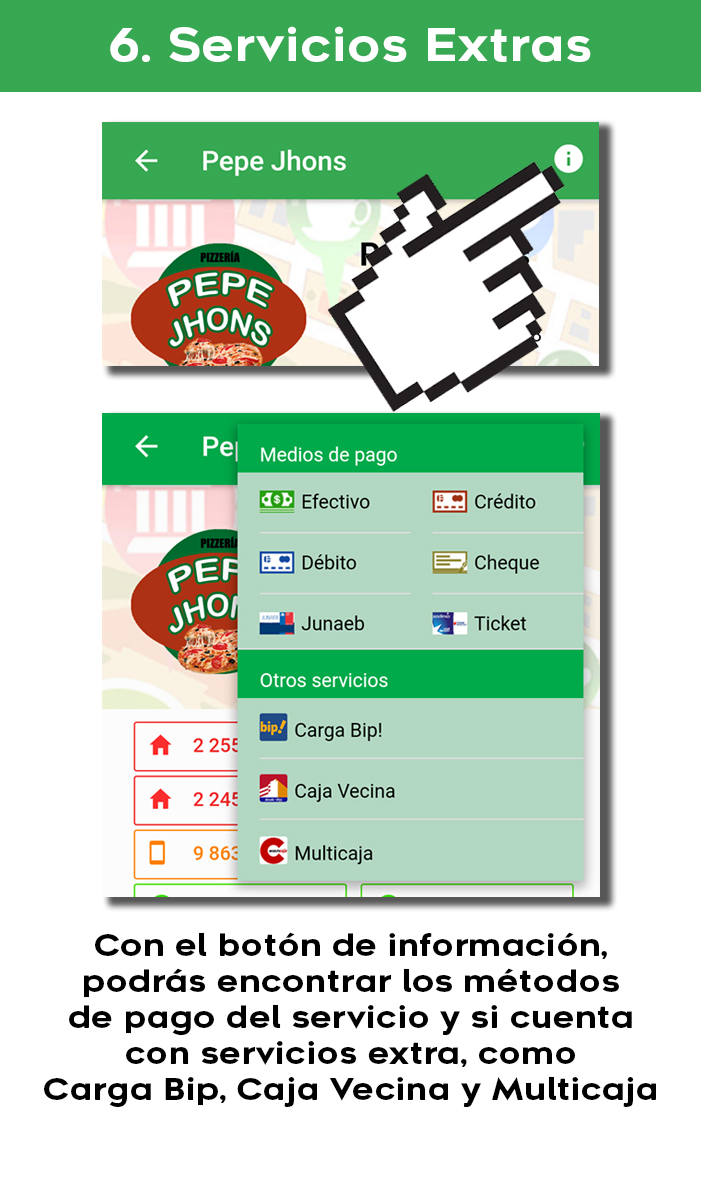 6. Servicios Extras
Pepe Jhons
i
PIZZERÍA
PEPE
JHONS
P
Pe
Medios de pago
Efectivo
Crédito
Débito
Cheque
Junaeb
Ticket
Otros servicios
bip!
Carga Bip!
Caja Vecina
Multicaja
PIZZERÍA
PEP
JHON
2 255
2 245
9 863
Con el botón de información,
podrás encontrar los métodos
de pago del servicio y si cuenta
con servicios extra, como
Carga Bip, Caja Vecina y Multicaja